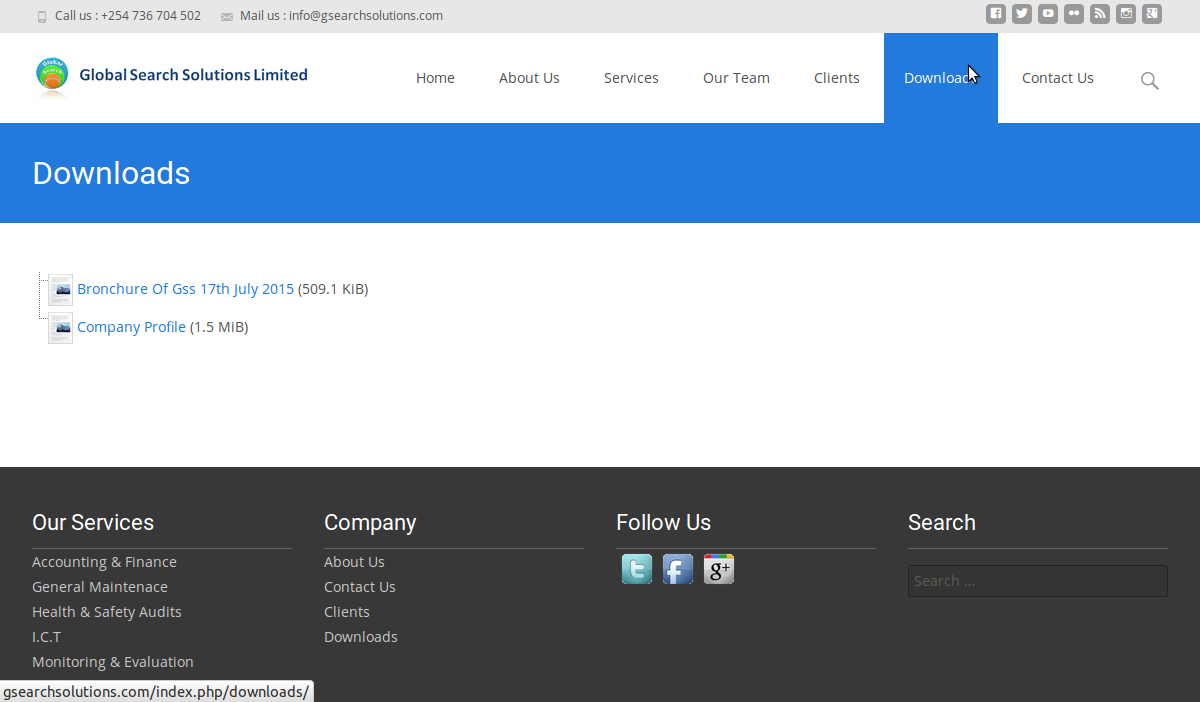 Call us : +254 736 704 502 Mail us : info@gsearchsolutions.com
Global Search Solutions Limited
Home About Us Services Our Team Clients Downloads Contact Us
Downloads
Bronchure Of Gss 17th July 2015 (509.1 KiB)
Company Profile (1.5 MiB)
Our Services
Accounting & Finance
General Maintenace
Health & Safety Audits
I.C.T
Monitoring & Evaluation
Company
About Us
Contact Us
Clients
Downloads
Follow Us
g+
Search
Search ...
gsearchsolutions.com/index.php/downloads/